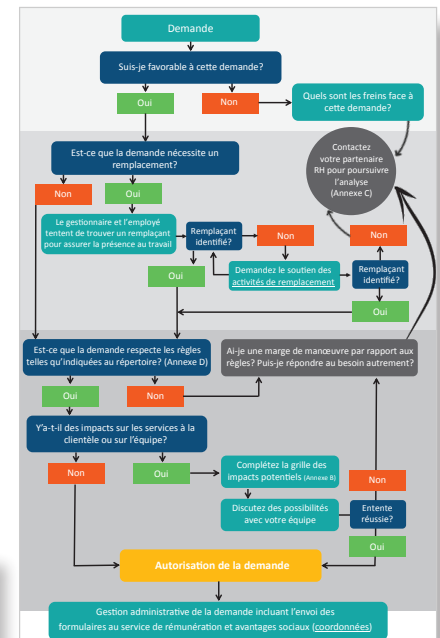 Demande
Suis-je favorable à cette demande?
Oui
Non
Quels sont les freins face à
cette demande?
Contactez
votre partenaire
RH pour poursuivre
l'analyse
(Annexe C)
Est-ce que la demande nécessite un
remplacement?
Non
Oui
Le gestionnaire et l'employé
tentent de trouver un remplaçant
pour assurer la présence au travail
Remplaçant
identifié?
Non
Non
Oui
Demandez le soutien des
activités de remplacement
Remplaçant
identifié?
Oui
Est-ce que la demande respecte les règles
telles qu'indiquées au répertoire? (Annexe D)
Ai-je une marge de manœuvre par rapport aux
règles? Puis-je répondre au besoin autrement?
Oui
Non
Y'a-t-il des impacts sur les services à la
clientèle ou sur l'équipe?
Non
Oui
Complétez la grille des
impacts potentiels (Annexe B)
Non
Discutez des possibilités
avec votre équipe
Entente
réussie?
Oui
Autorisation de la demande
Gestion administrative de la demande incluant l'envoi des
formulaires au service de rémunération et avantages sociaux (coordonnées)